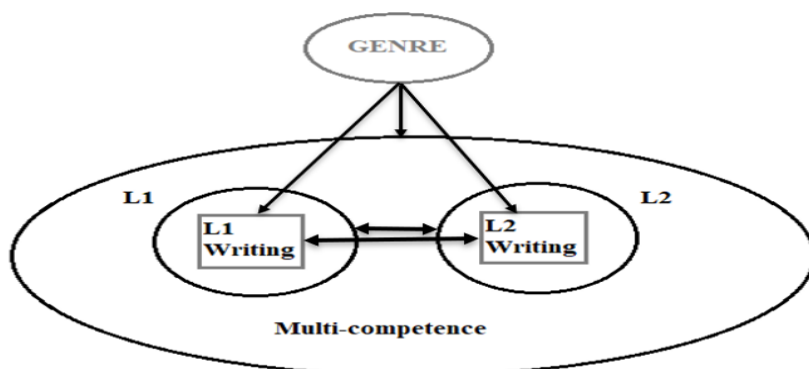 GENRE
L1
L2
L1
Writing
L2
Writing
Multi-competence